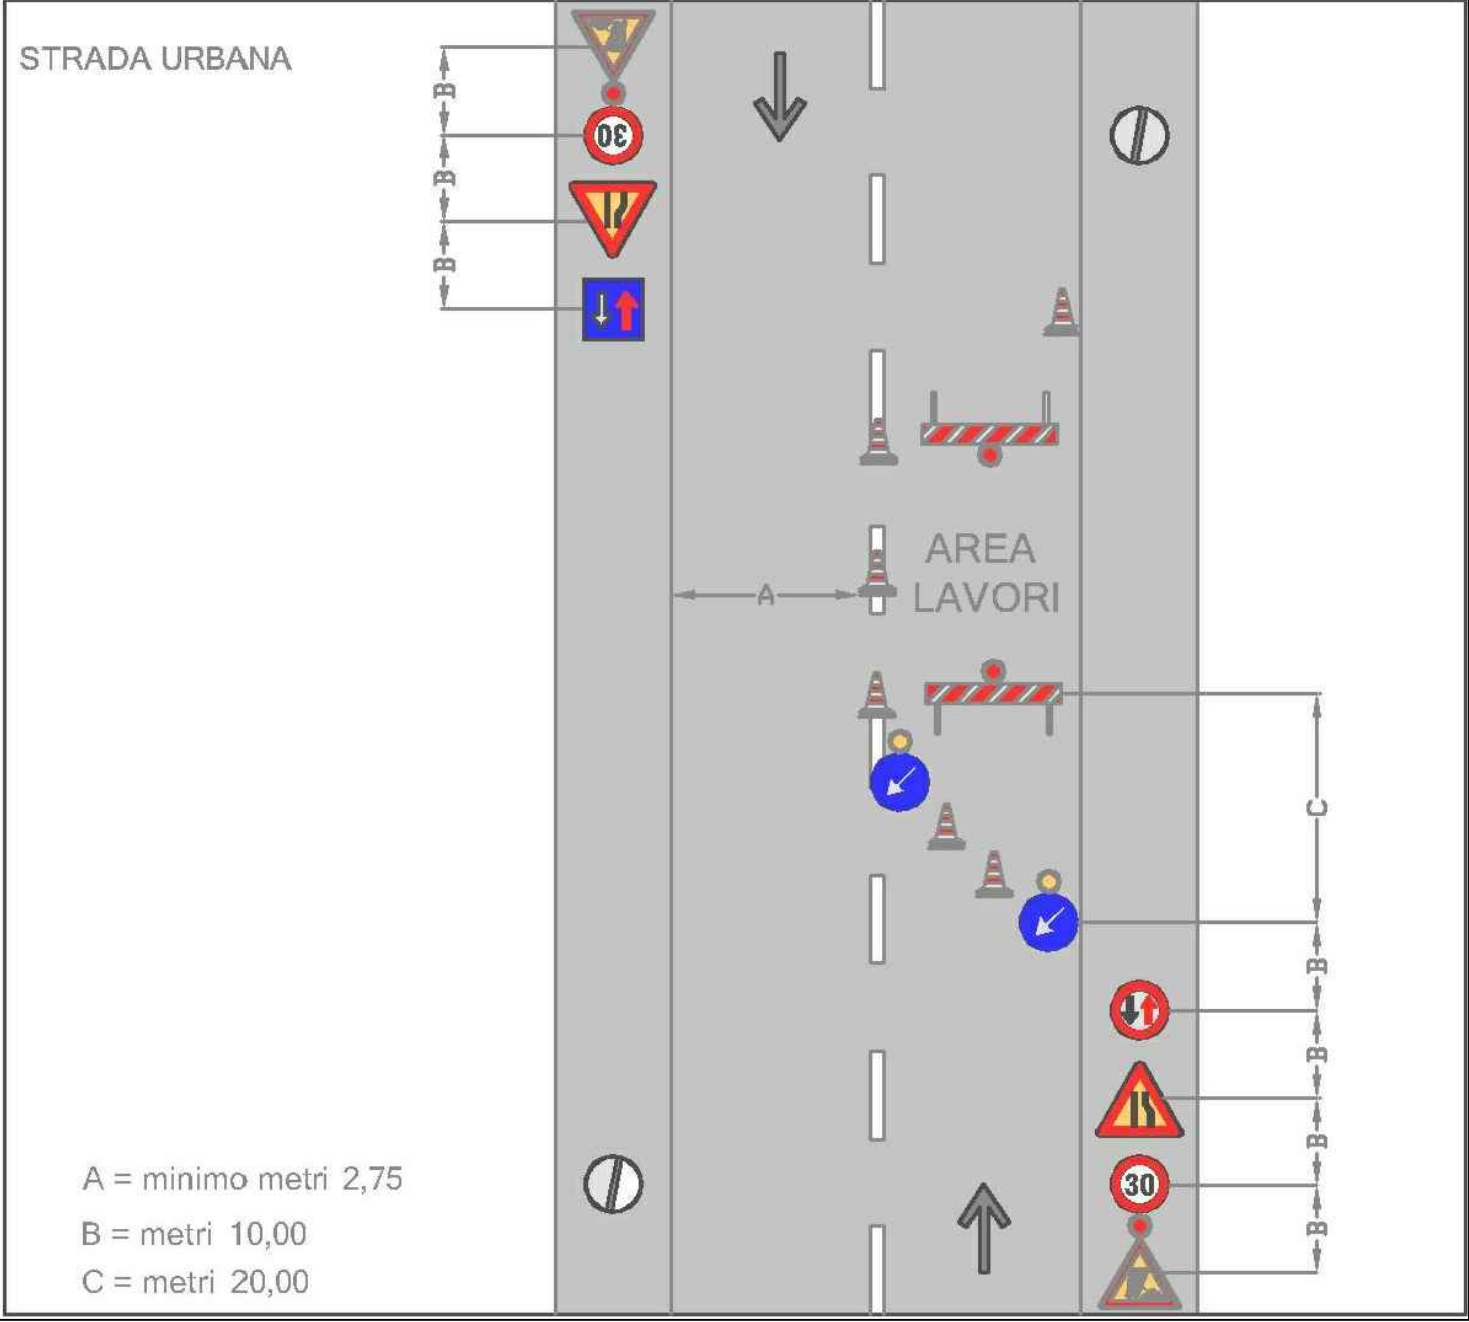 STRADA URBANA
B
30
B
B
AREA
LAVORI
A
C
B
B
B
30
B
A = minimo metri 2,75
B = metri 10,00
C = metri 20,00